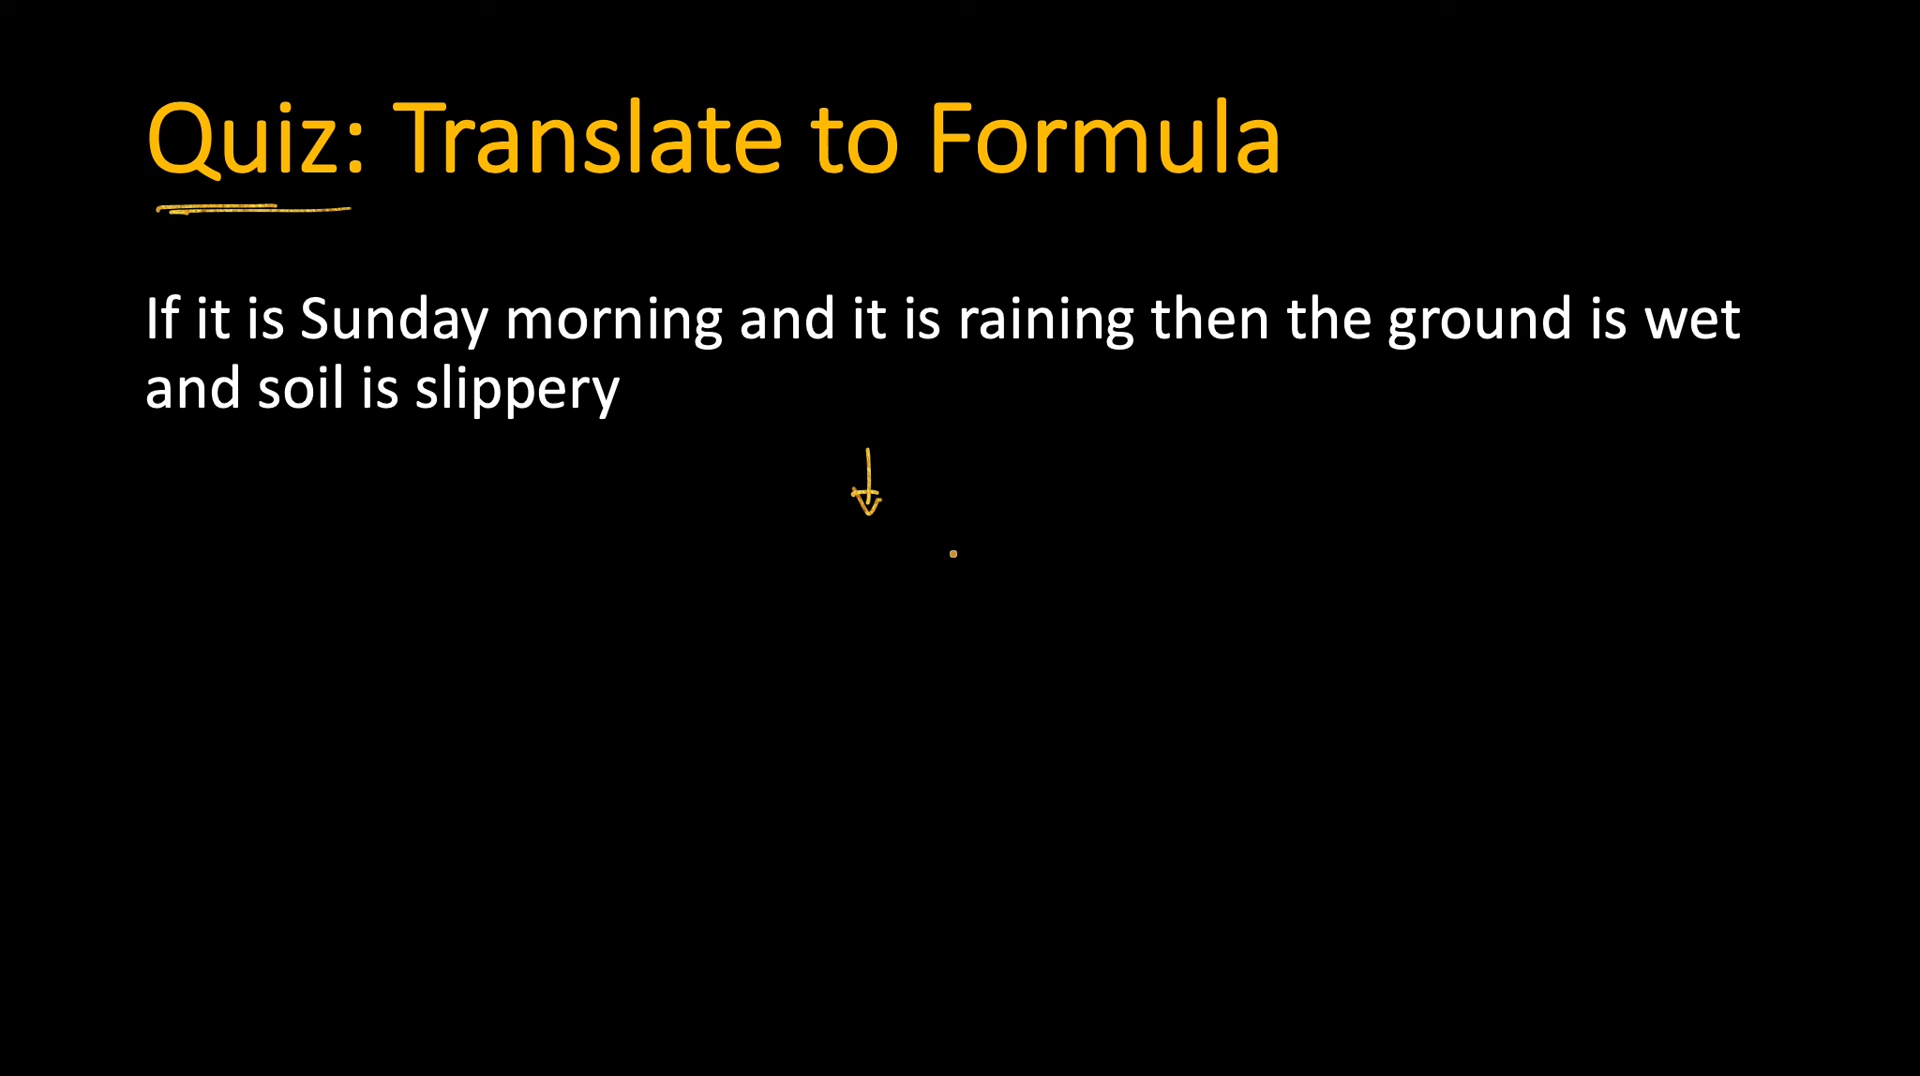 Quiz: Translate to Formula
If it is Sunday morning and it is raining then the ground is wet
and soil is slippery